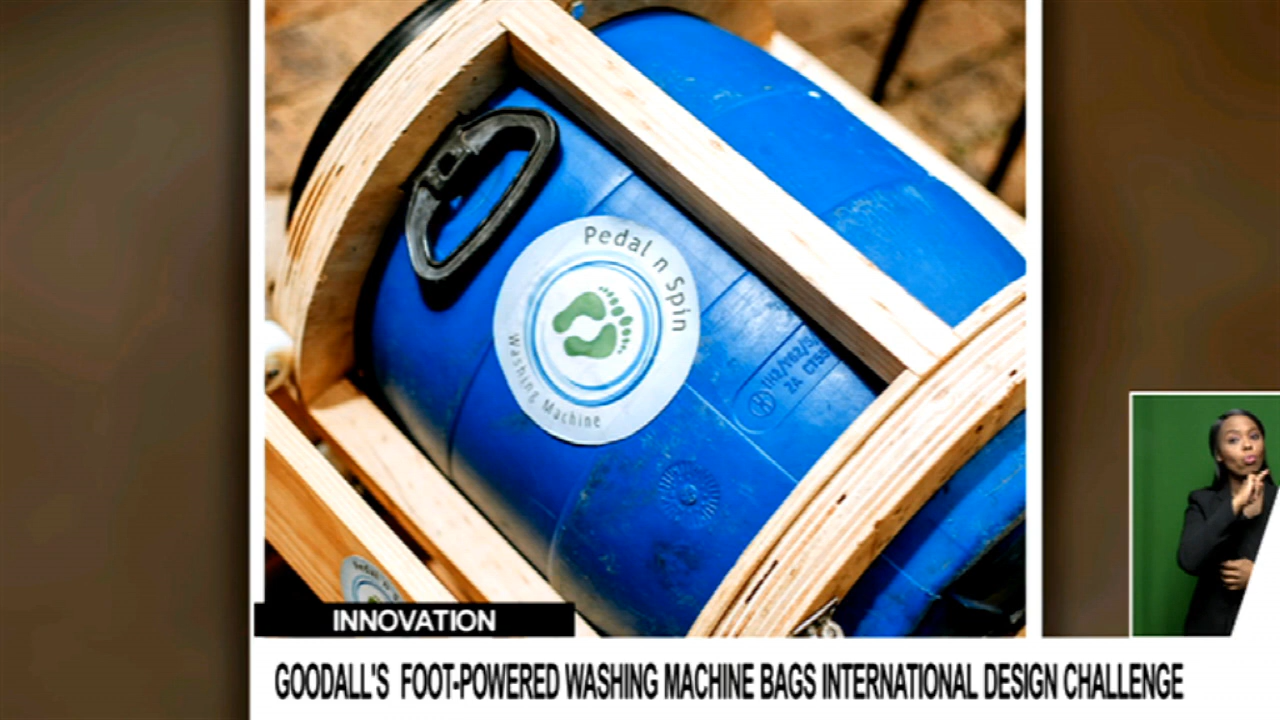 Pedal n Spin
Washing Machine
INNOVATION
GOODALL'S FOOT-POWERED WASHING MACHINE BAGS INTERNATIONAL DESIGN CHALLENGE